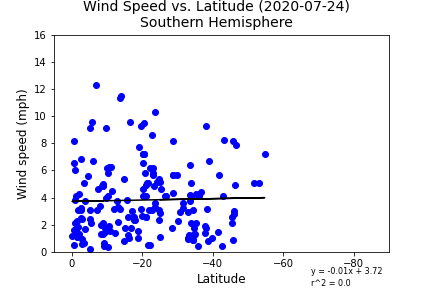 Wind Speed vs. Latitude (2020-07-24)
Southern Hemisphere
16
14
12
10
8
6
4
2
0
Wind speed (mph)
0
−20
−40
−60
−80
Latitude
y = -0.01x + 3.72
r^2 = 0.0